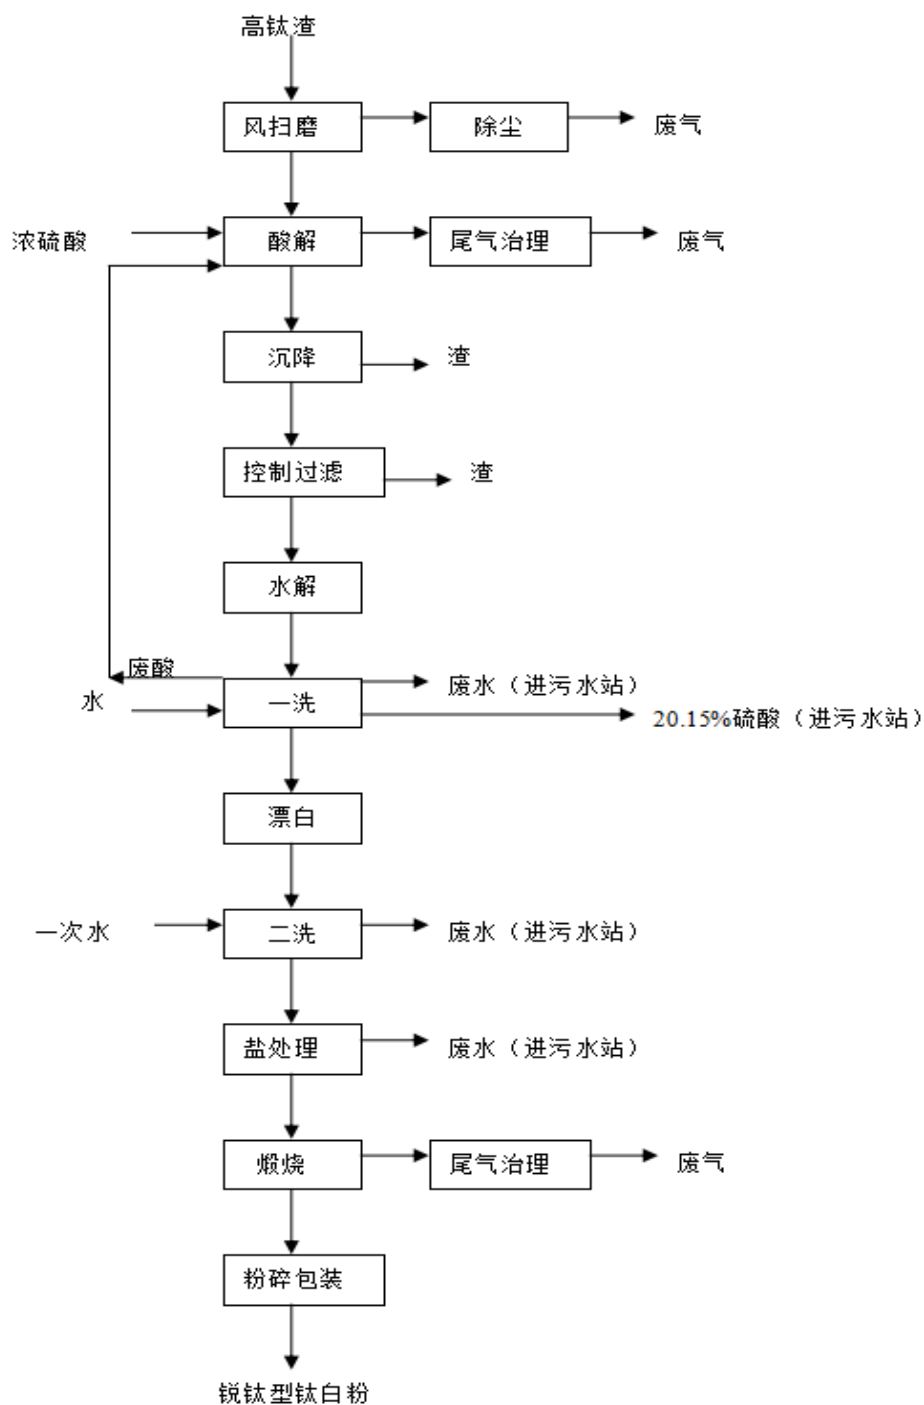 高钛渣
风扫磨
除尘
废气
浓硫酸
酸解
尾气治理
废气
沉降
渣
控制过滤
渣
水解
废酸
水
一洗
废水（进污水站）
20.15%硫酸（进污水站）
漂白
一次水
二洗
废水（进污水站）
盐处理
废水（进污水站）
煅烧
尾气治理
废气
粉碎包装
锐钛型钛白粉